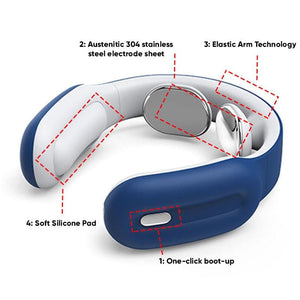 2: Austenitic 304 stainless
steel electrode sheet
3: Elastic Arm Technology
4: Soft Silicone Pad
1: One-click boot-up